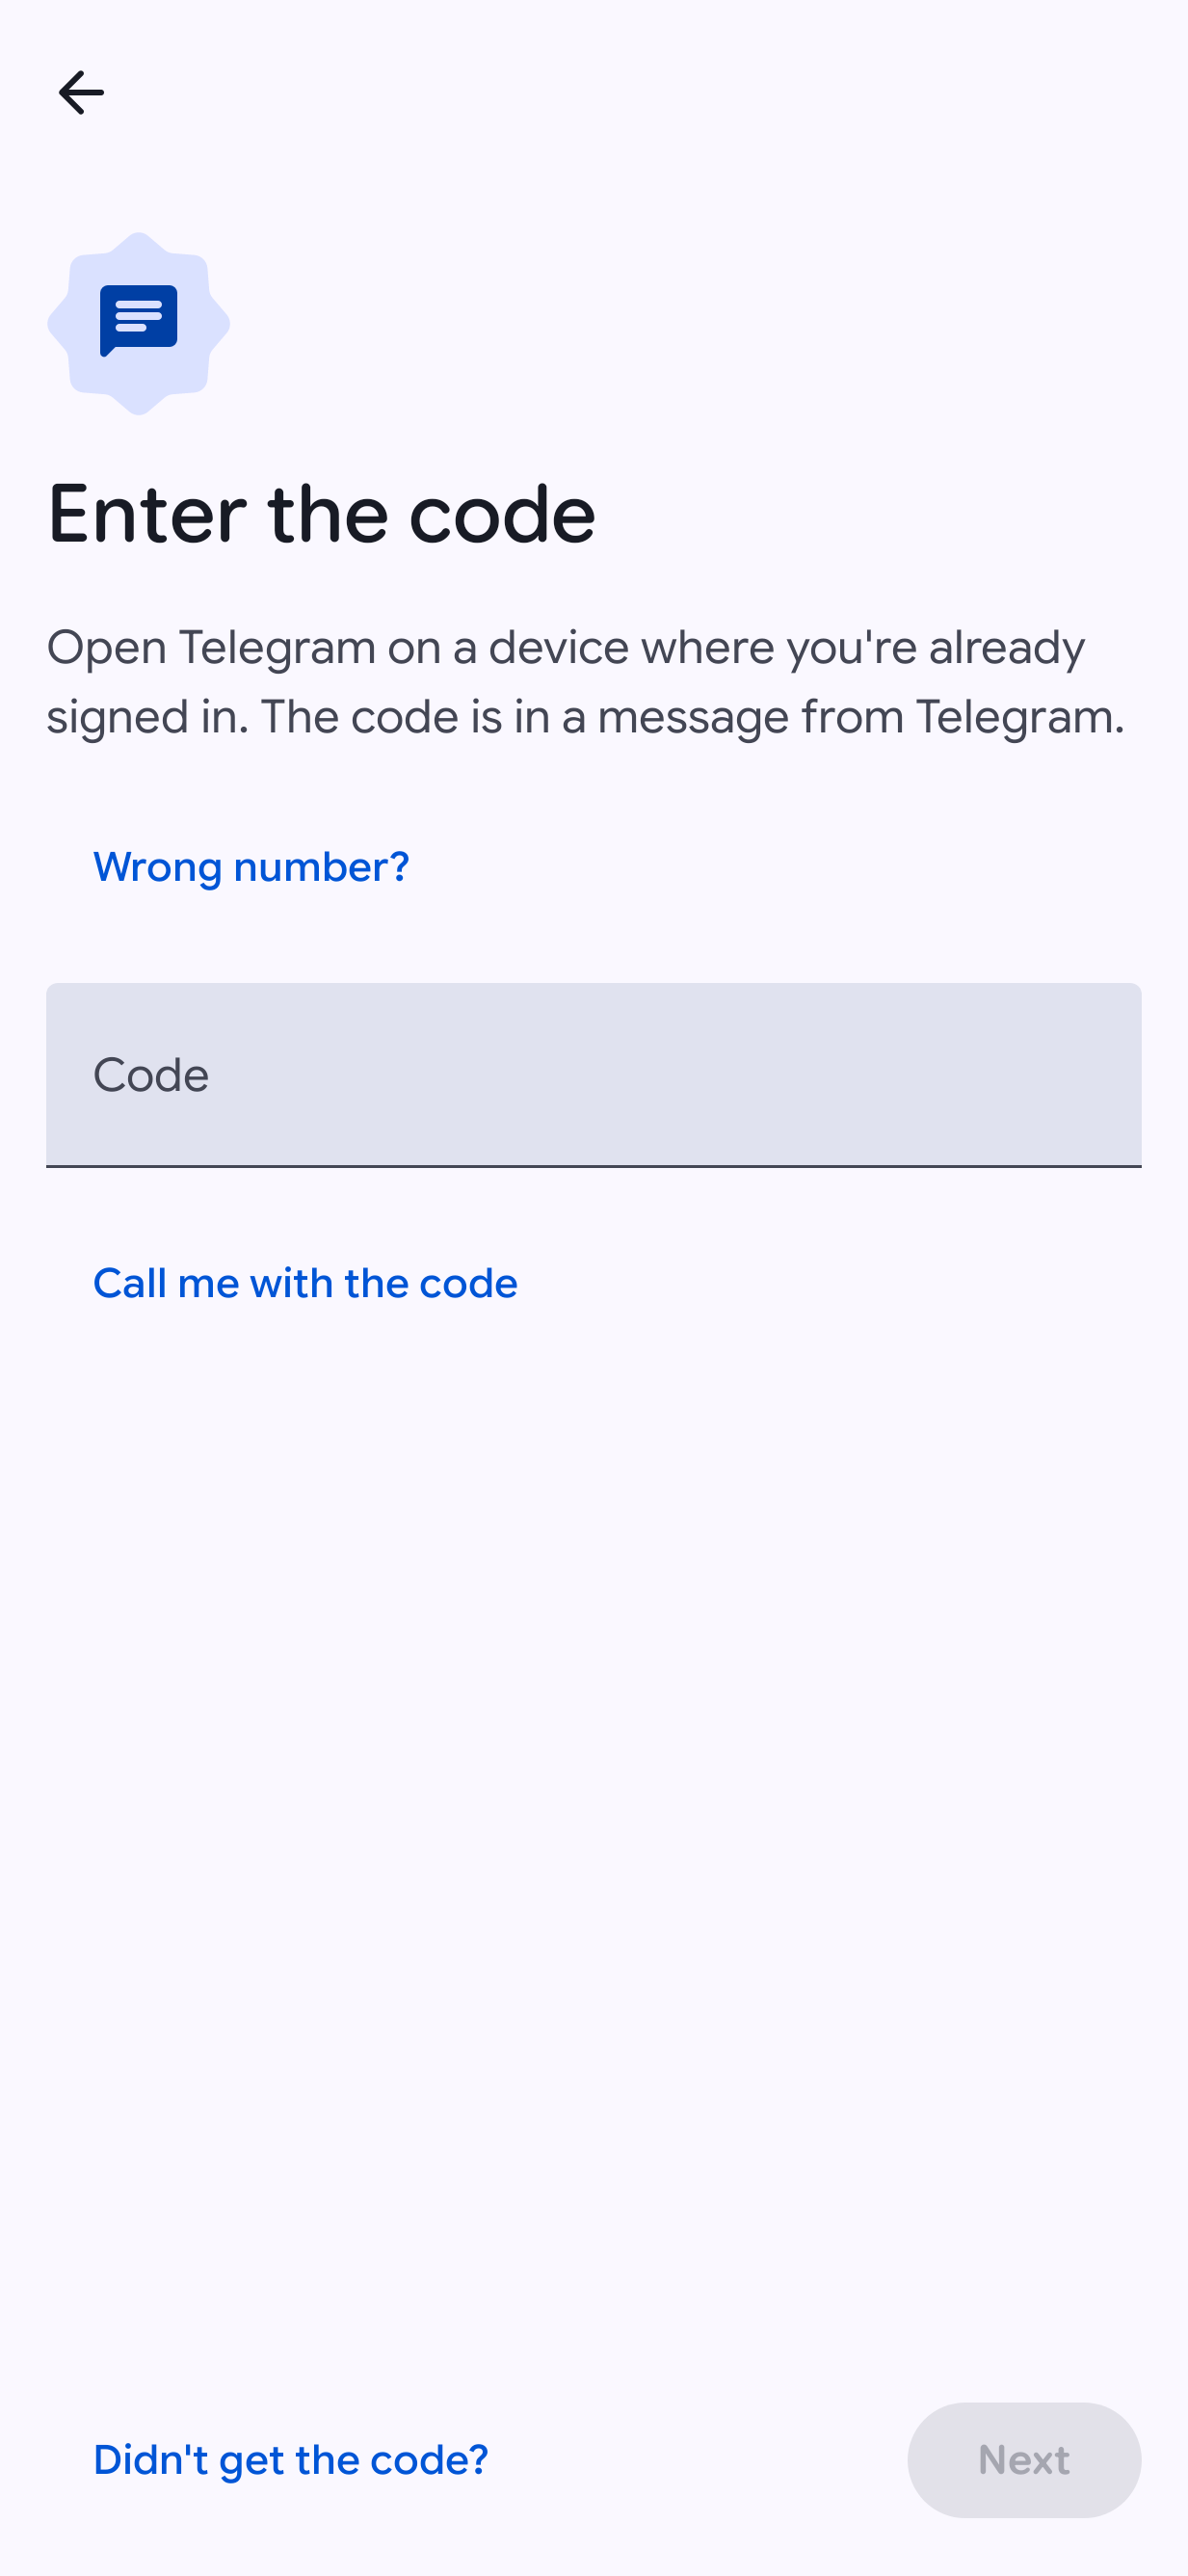 Enter the code
Open Telegram on a device where you're already
signed in. The code is in a message from Telegram.
Wrong number?
Code
Call me with the code
Didn't get the code?
Next